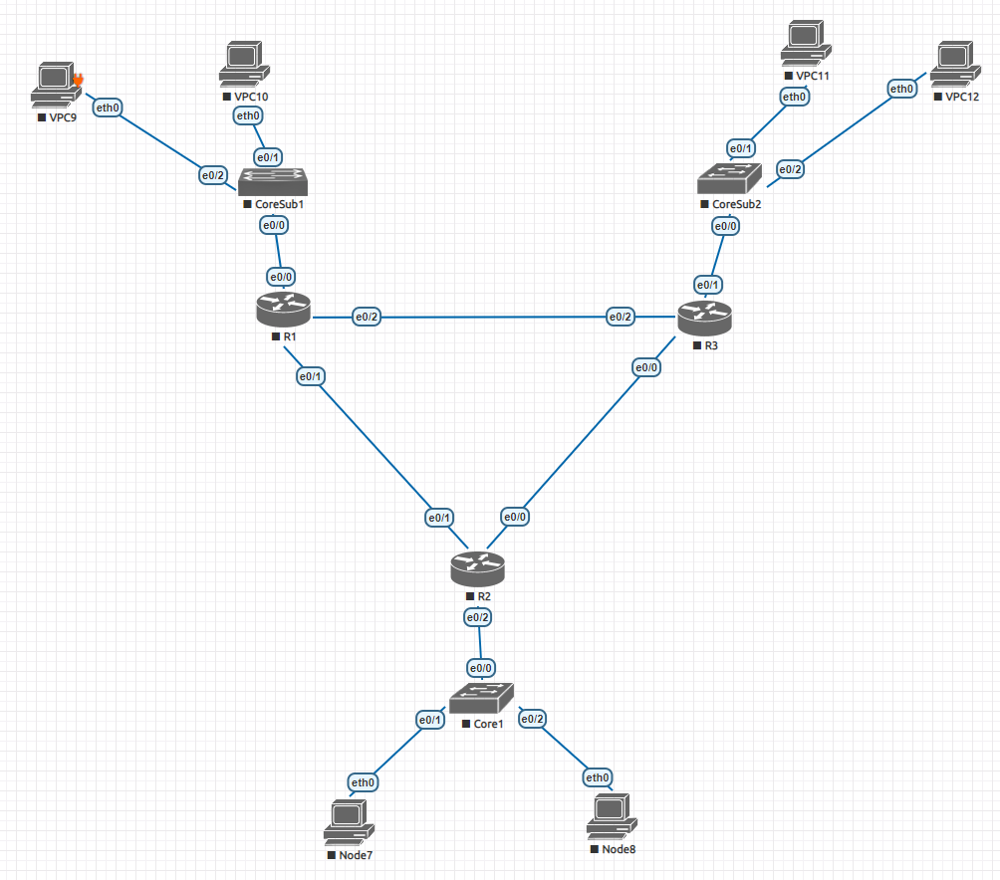 VPC11
VPC10
VPC12
VPC9
eth0
eth0
eth0
eth0
e0/1
e0/1
e0/2
e0/2
CoreSub1
CoreSub2
e0/0
e0/0
e0/0
e0/1
e0/2
e0/2
R1
R3
e0/1
e0/0
e0/1
e0/0
R2
e0/2
e0/0
Core1
e0/1
e0/2
eth0
eth0
Node7
Node8